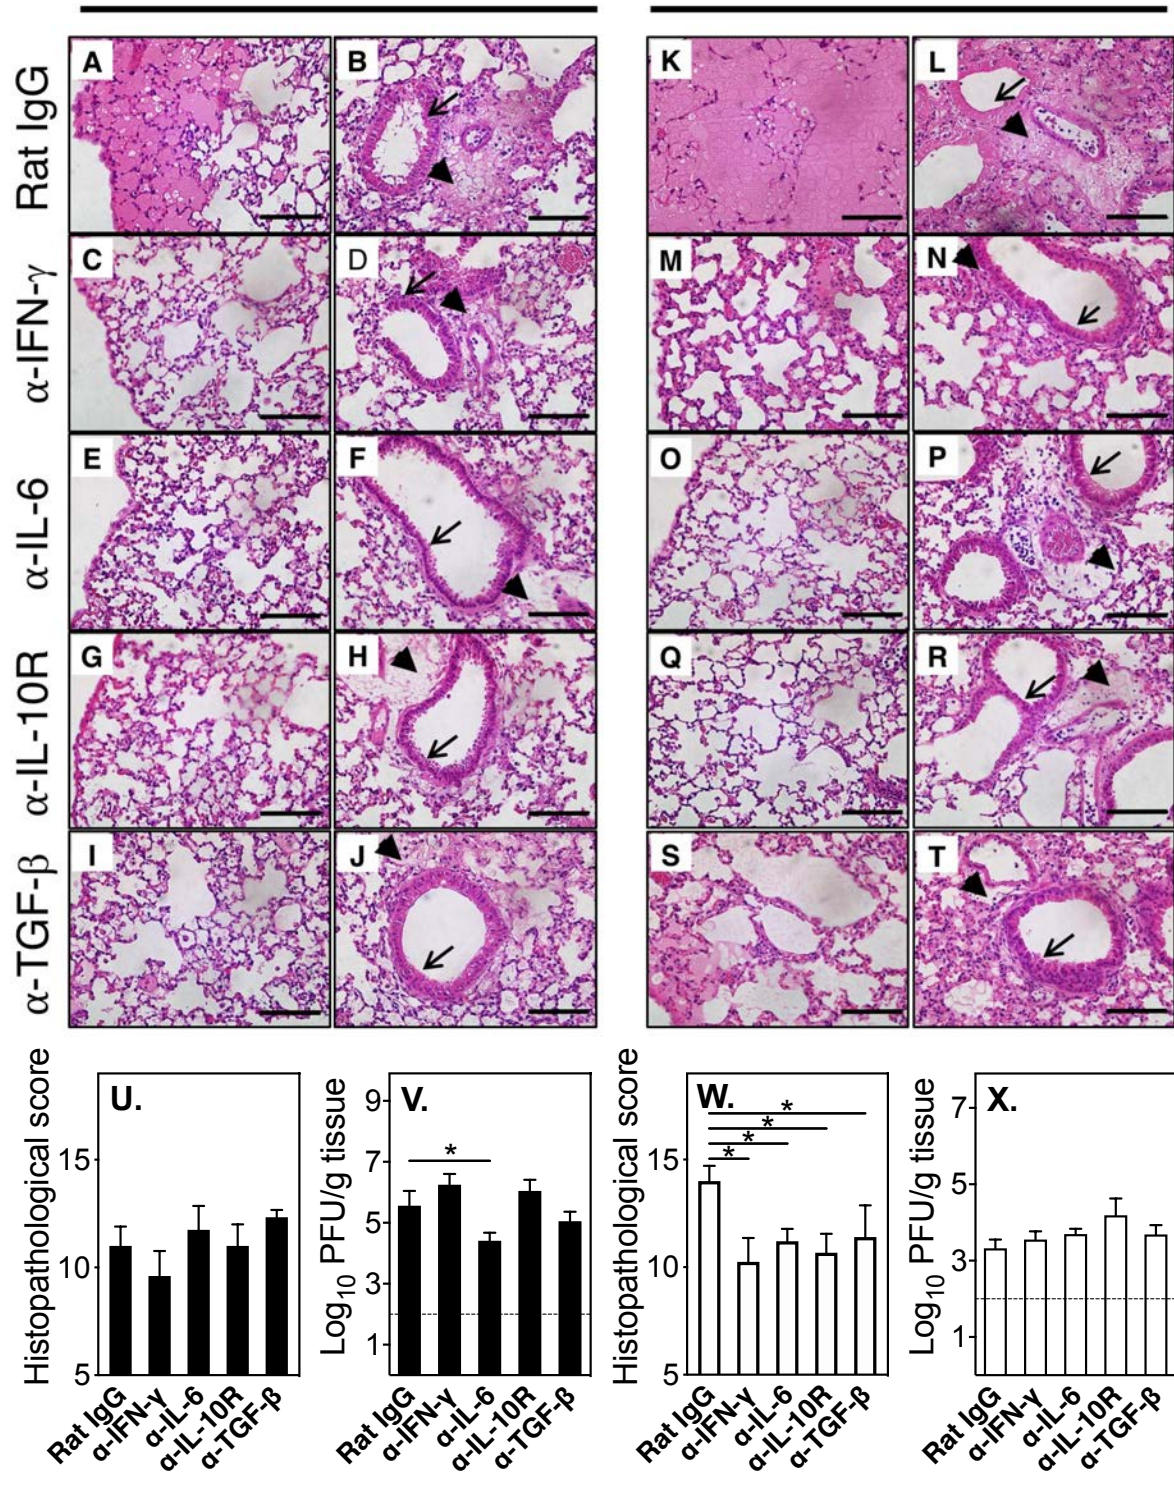 Rat IgG
A
B
K
L
α-IFN-γ
C
D
M
N
α-IL-6
E
F
O
P
α-IL-10R
G
H
Q
R
α-TGF-β
I
J
S
T
Histopathological score
U.
15
10
5
Rat IgG
α-IFN-γ
α-IL-6
α-IL-10R
α-TGF-β
Log10 PFU/g tissue
V.
9
7
5
3
1
*
Rat IgG
α-IFN-γ
α-IL-6
α-IL-10R
α-TGF-β
Histopathological score
W.
15
10
5
*
*
*
*
Rat IgG
α-IFN-γ
α-IL-6
α-IL-10R
α-TGF-β
Log10 PFU/g tissue
X.
7
5
3
1
Rat IgG
α-IFN-γ
α-IL-6
α-IL-10R
α-TGF-β